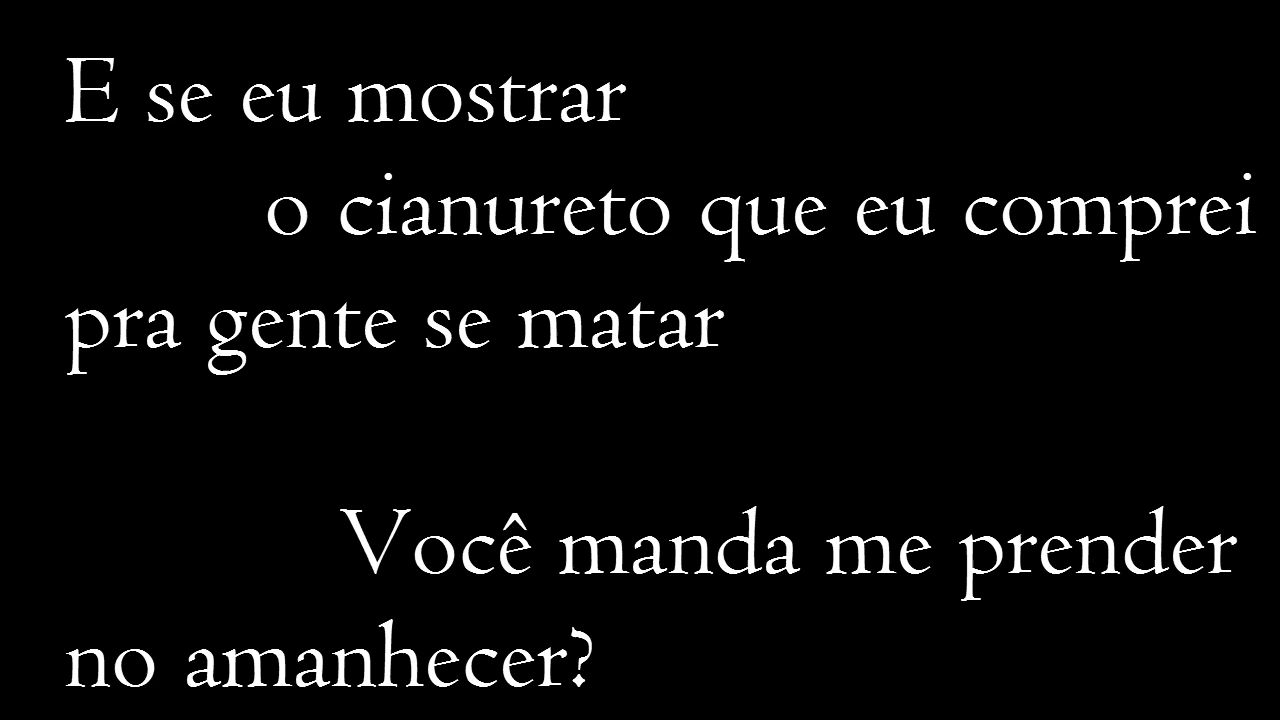 E se eu mostrar
o cianureto que eu comprei
pra gente se matar
Você manda me prender
no amanhecer?